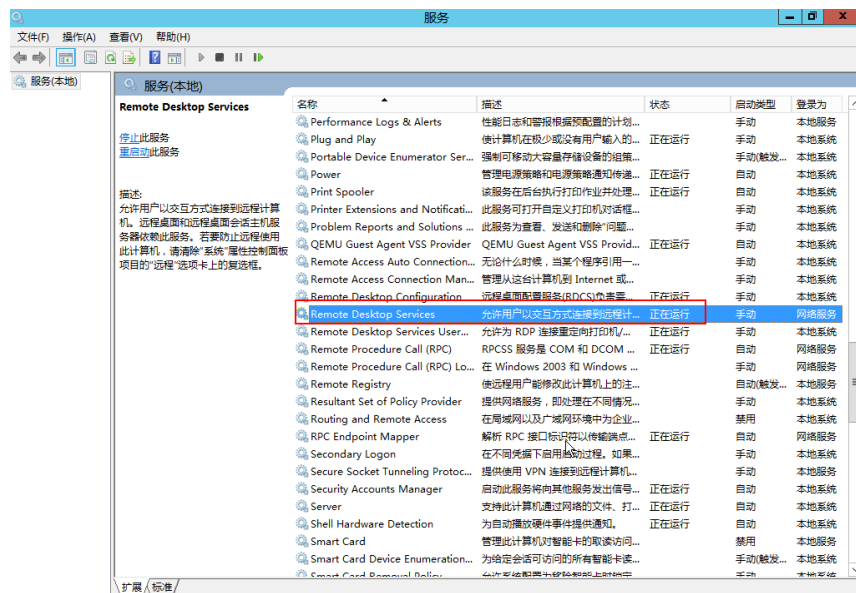 服务
文件(F) 操作(A) 查看(V) 帮助(H)
服务(本地)
服务(本地)
Remote Desktop Services
停止此服务
重启动此服务
描述:
允许用户以交互方式连接到远程计算
机。远程桌面和远程桌面会话主机服
务器依赖此服务。若要防止远程使用
此计算机，请清除“系统”属性控制面板
项目的“远程”选项卡上的复选框。
名称 描述 状态 启动类型 登录为
Performance Logs & Alerts 性能日志和警报根据预配置的计划... 手动 本地服务
Plug and Play 使计算机在极少或没有用户输入的... 正在运行 手动 本地系统
Portable Device Enumerator Ser... 强制可移动大容量存储设备的组策... 手动(触发... 本地系统
Power 管理电源策略和电源策略通知传递... 正在运行 自动 本地系统
Print Spooler 该服务在后台执行打印作业并处理... 正在运行 自动 本地系统
Printer Extensions and Notificati... 此服务可打开自定义打印机对话框... 手动 本地系统
Problem Reports and Solutions ... 此服务为查看、发送和删除“问题... 手动 本地系统
QEMU Guest Agent VSS Provider QEMU Guest Agent VSS Provid... 正在运行 自动 本地系统
Remote Access Auto Connection... 无论什么时候，当某个程序引用一... 手动 本地系统
Remote Access Connection Man... 管理从这台计算机到 Internet 或... 手动 本地系统
Remote Desktop Configuration 远程桌面配置服务(RDCS)负责需... 正在运行 手动 本地系统
Remote Desktop Services 允许用户以交互方式连接到远程计... 正在运行 手动 网络服务
Remote Desktop Services User... 允许为 RDP 连接重定向打印机/... 正在运行 手动 本地系统
Remote Procedure Call (RPC) RPCSS 服务是 COM 和 DCOM ... 正在运行 自动 网络服务
Remote Procedure Call (RPC) Lo... 在 Windows 2003 和 Windows ... 手动 网络服务
Remote Registry 使远程用户能修改此计算机上的注... 自动(触发... 本地服务
Resultant Set of Policy Provider 提供网络服务，即处理在不同情况... 手动 本地系统
Routing and Remote Access 在局域网以及广域网环境中为企业... 禁用 本地系统
RPC Endpoint Mapper 解析 RPC 接口标识符以传输端点... 正在运行 自动 网络服务
Secondary Logon 在不同凭据下启用启动过程。如果... 手动 本地系统
Secure Socket Tunneling Protoc... 提供使用 VPN 连接到远程计算机... 手动 本地服务
Security Accounts Manager 启动此服务将向其他服务发出信号... 正在运行 自动 本地系统
Server 支持此计算机通过网络的文件、打... 正在运行 自动 本地系统
Shell Hardware Detection 为自动播放硬件事件提供通知。 正在运行 自动 本地系统
Smart Card 管理此计算机对智能卡的取读访问... 禁用 本地服务
Smart Card Device Enumeration... 为给定会话可访问的所有智能卡读... 手动(触发... 本地系统
Smart Card Removal Policy 允许系统配置为移除智能卡时锁定... 手动 本地系统
扩展 标准